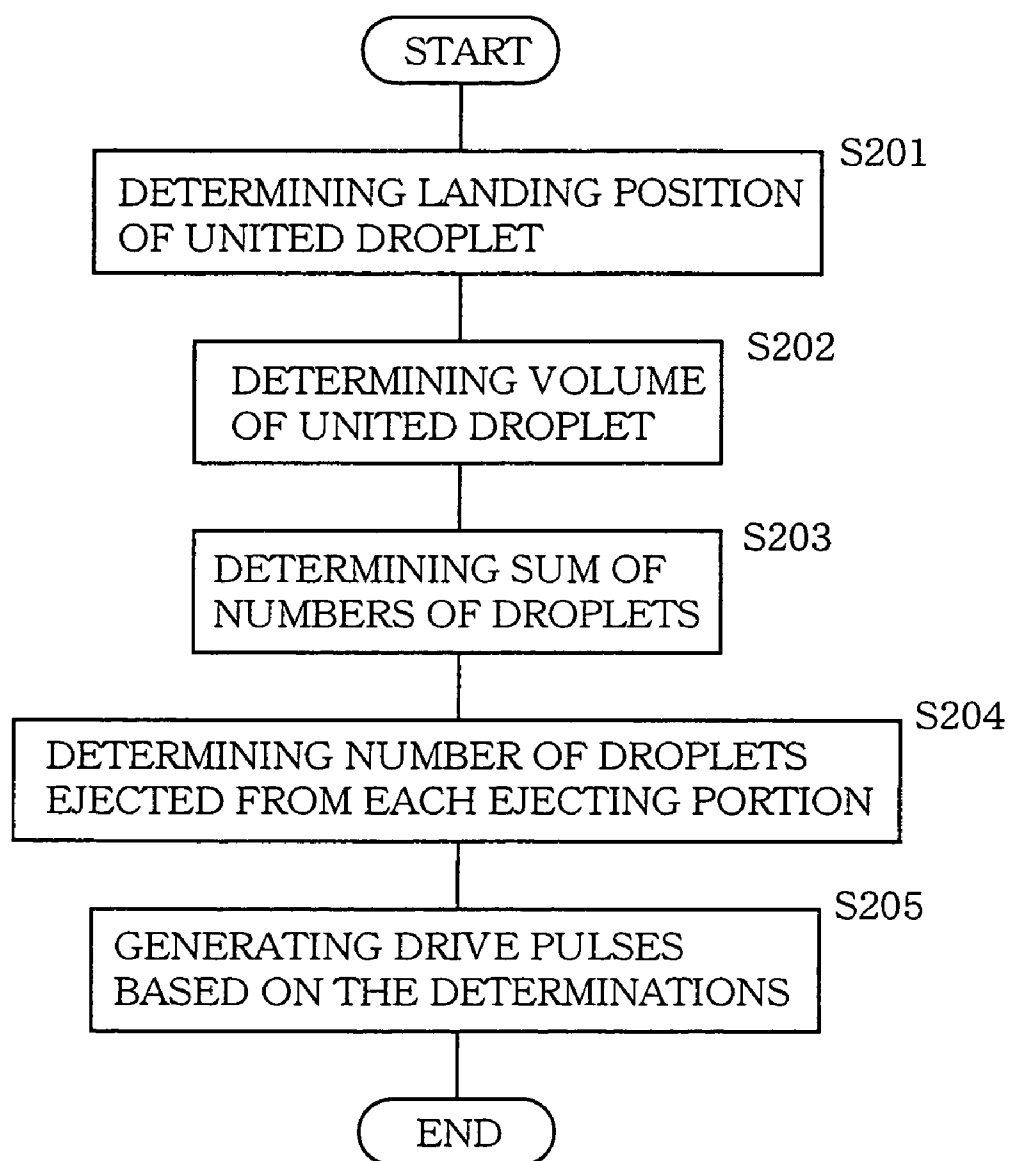 START
S201
DETERMINING LANDING POSITION
OF UNITED DROPLET
S202
DETERMINING VOLUME
OF UNITED DROPLET
S203
DETERMINING SUM OF
NUMBERS OF DROPLETS
S204
DETERMINING NUMBER OF DROPLETS
EJECTED FROM EACH EJECTING PORTION
S205
GENERATING DRIVE PULSES
BASED ON THE DETERMINATIONS
END